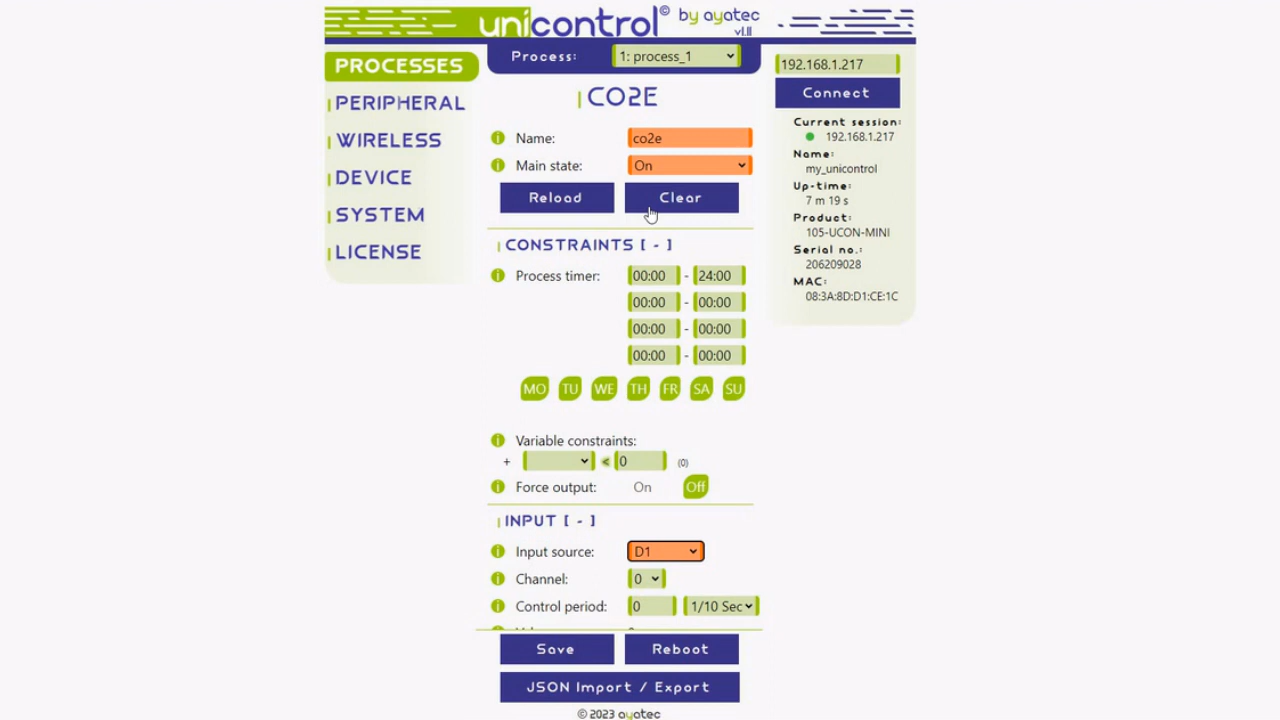 unicontrol© by ayatec
v1.11
PROCESSES
PERIPHERAL
WIRELESS
DEVICE
SYSTEM
LICENSE
Process: 1: process_1
CO2E
Name: co2e
Main state: On
Reload Clear
CONSTRAINTS [ - ]
Process timer: 00:00 - 24:00
00:00 - 00:00
00:00 - 00:00
00:00 - 00:00
MO TU WE TH FR SA SU
Variable constraints:
+ < 0 (0)
Force output: On Off
INPUT [ - ]
Input source: D1
Channel: 0
Control period: 0 1/10 Sec
Save Reboot
JSON Import / Export
© 2023 ayatec
192.168.1.217
Connect
Current session:
192.168.1.217
Name:
my_unicontrol
Up-time:
7 m 19 s
Product:
105-UCON-MINI
Serial no.:
206209028
MAC:
08:3A:8D:D1:CE:1C